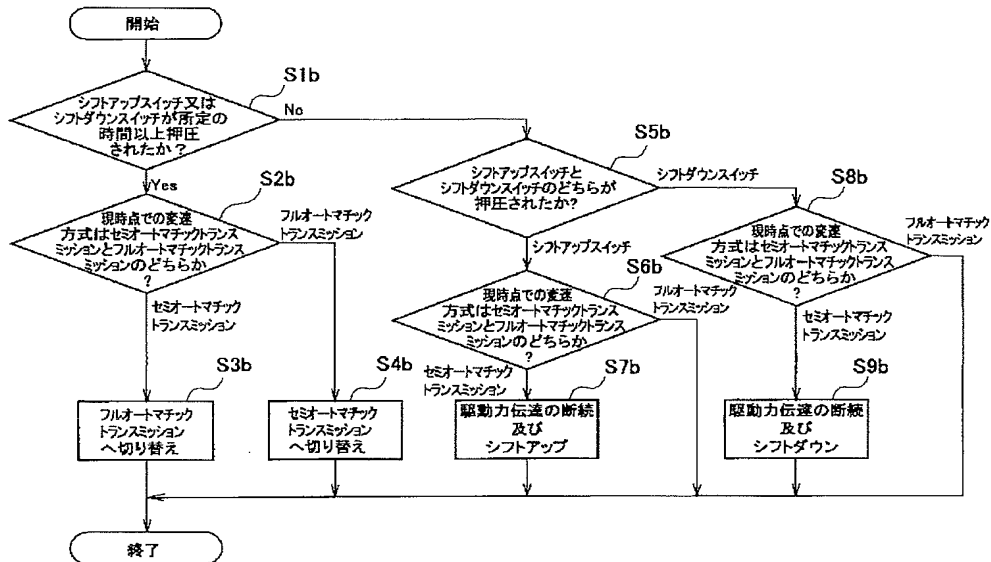 開始
S1b
シフトアップスイッチ又は
シフトダウンスイッチが所定の
時間以上押圧
されたか？
No
Yes
S2b
現時点での変速
方式はセミオートマチックトランス
ミッションとフルオートマチックトランス
ミッションのどちらか
？
フルオートマチック
トランスミッション
セミオートマチック
トランスミッション
S3b
フルオートマチック
トランスミッション
へ切り替え
S4b
セミオートマチック
トランスミッション
へ切り替え
S5b
シフトアップスイッチと
シフトダウンスイッチのどちらが
押圧されたか？
シフトダウンスイッチ
シフトアップスイッチ
S6b
現時点での変速
方式はセミオートマチックトランス
ミッションとフルオートマチックトランス
ミッションのどちらか
？
フルオートマチック
トランスミッション
セミオートマチック
トランスミッション
S7b
駆動力伝達の断続
及び
シフトアップ
S8b
現時点での変速
方式はセミオートマチックトランス
ミッションとフルオートマチックトランス
ミッションのどちらか
？
フルオートマチック
トランスミッション
セミオートマチック
トランスミッション
S9b
駆動力伝達の断続
及び
シフトダウン
終了